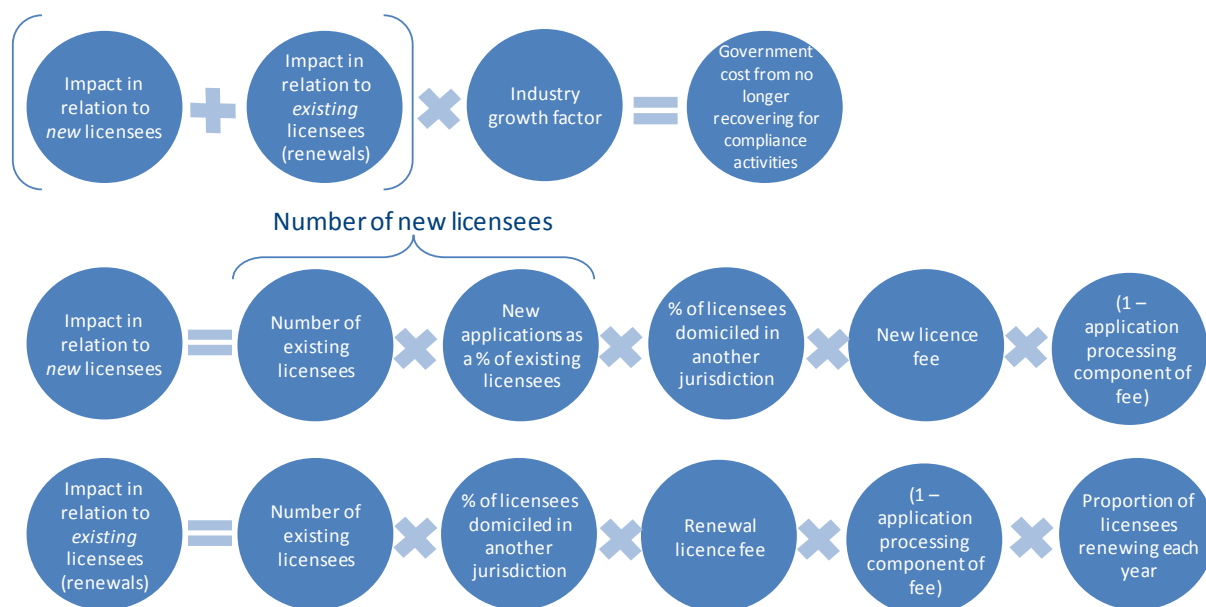 Impact in
relation to
new licensees
Impact in
relation to
existing
licensees
(renewals)
Industry
growth factor
Government
cost from no
longer
recovering for
compliance
activities
Number of new licensees
Impact in
relation to
new licensees
Number of
existing
licensees
New
applications as
a % of existing
licensees
% of licensees
domiciled in
another
jurisdiction
New licence
fee
(1 –
application
processing
component of
fee)
Impact in
relation to
existing
licensees
(renewals)
Number of
existing
licensees
% of licensees
domiciled in
another
jurisdiction
Renewal
licence fee
(1 –
application
processing
component of
fee)
Proportion of
licensees
renewing each
year